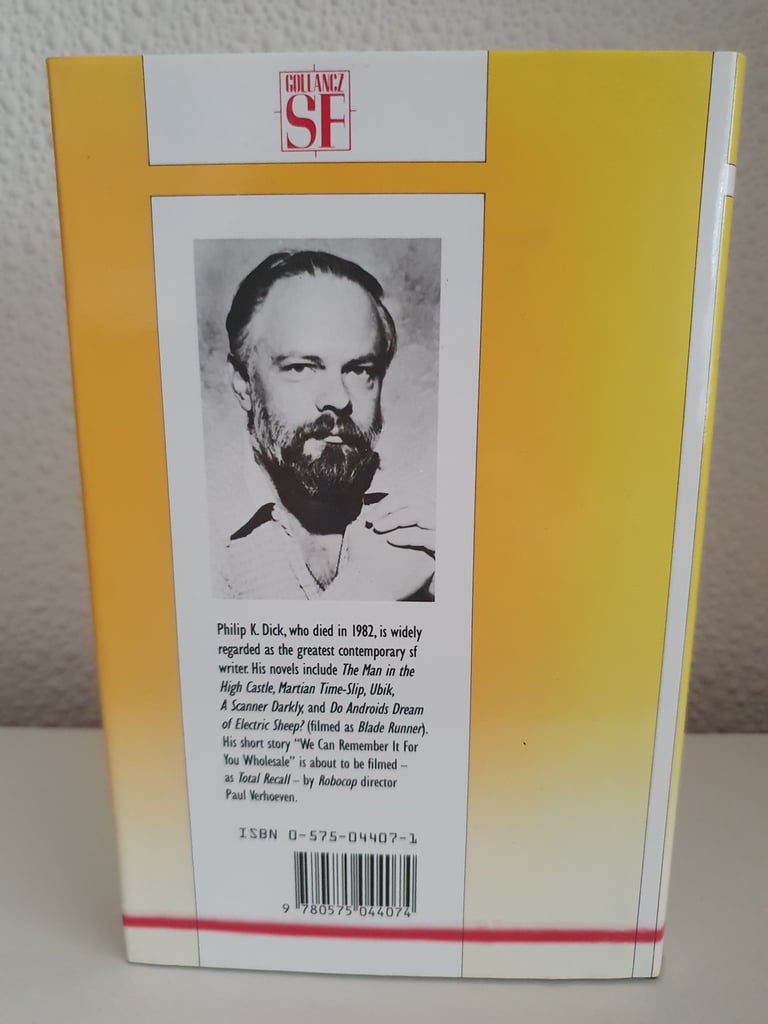 GOLLANCZ
SF
Philip K. Dick, who died in 1982, is widely
regarded as the greatest contemporary sf
writer. His novels include The Man in the
High Castle, Martian Time-Slip, Ubik,
A Scanner Darkly, and Do Androids Dream
of Electric Sheep? (filmed as Blade Runner).
His short story "We Can Remember It For
You Wholesale" is about to be filmed –
as Total Recall – by Robocop director
Paul Verhoeven.
ISBN 0-575-04407-1
9 780575 044074